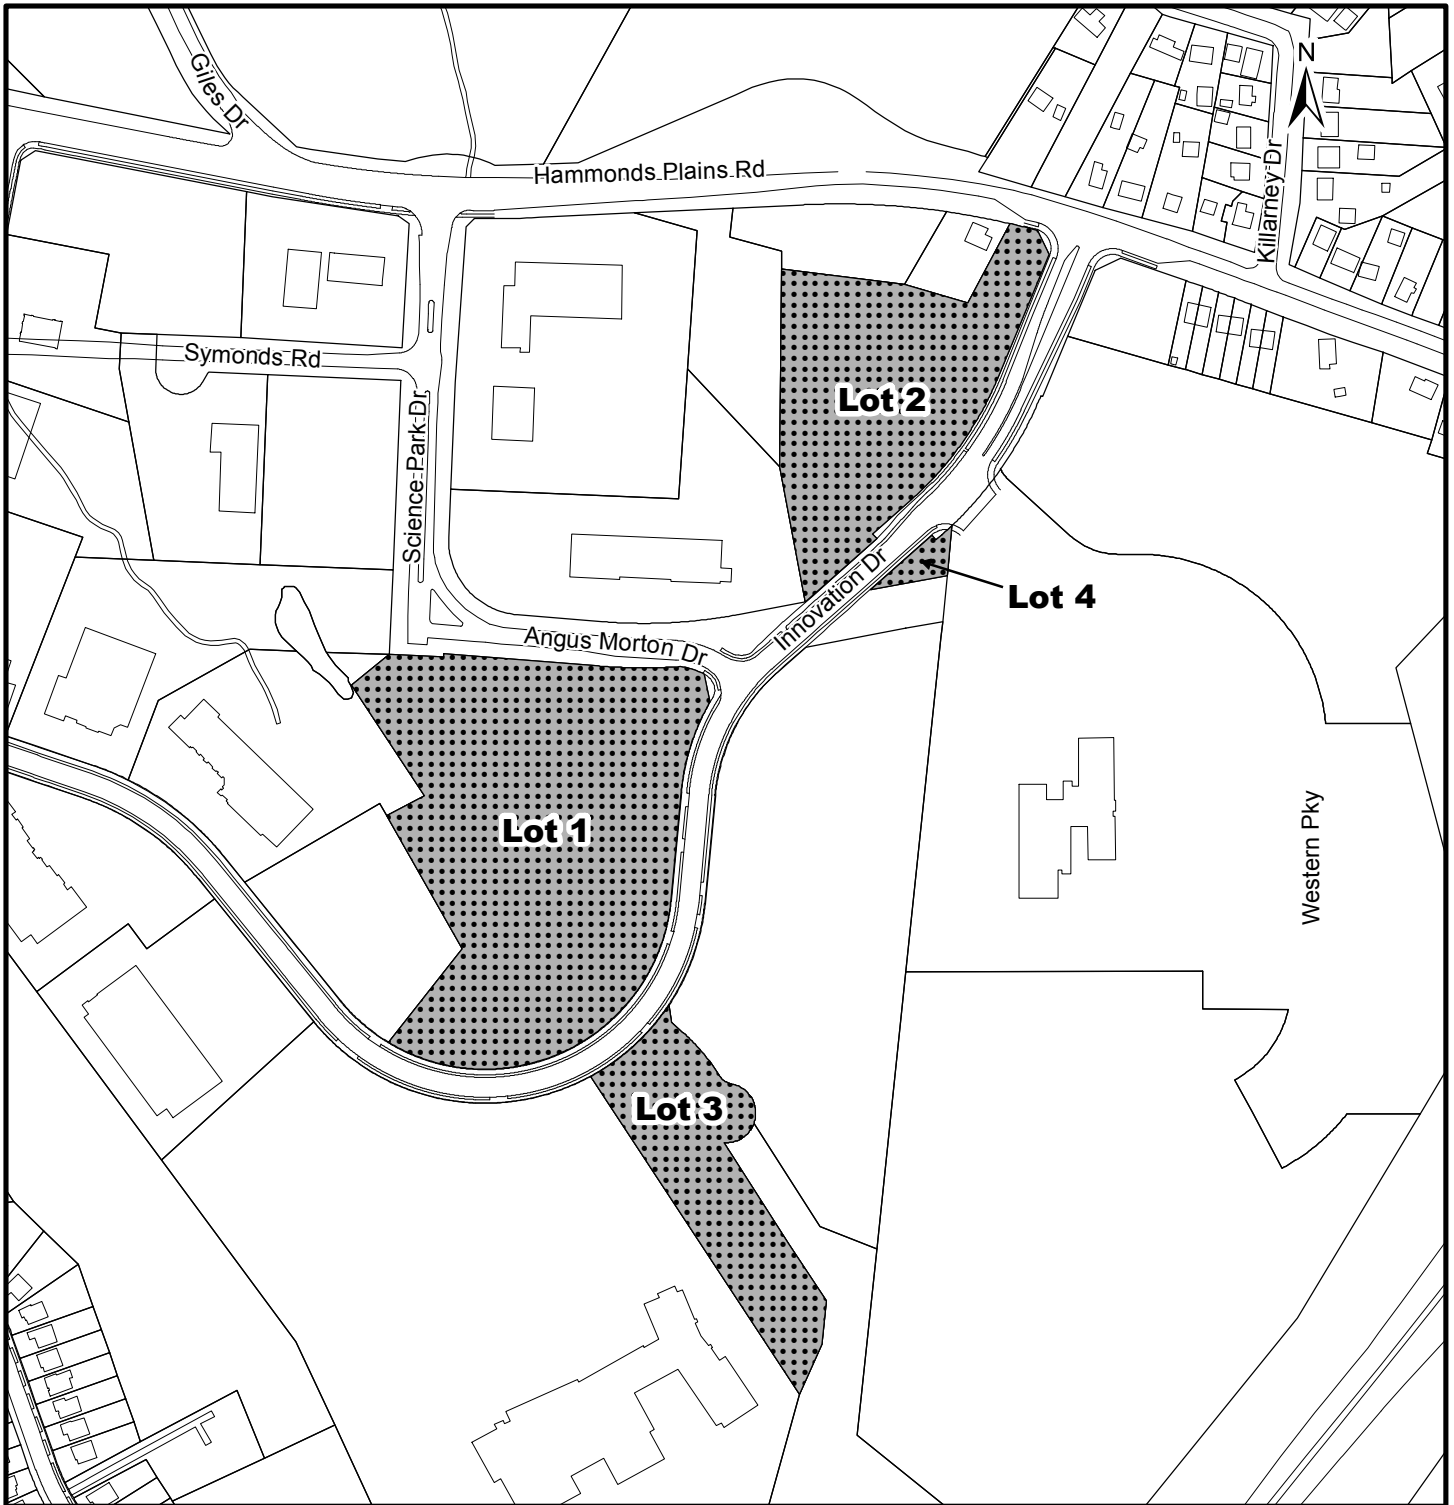 Giles Dr
N
Hammonds Plains Rd
Killarney Dr
Symonds Rd
Lot 2
Science Park Dr
Innovation Dr
Lot 4
Angus Morton Dr
Lot 1
Western Pky
Lot 3